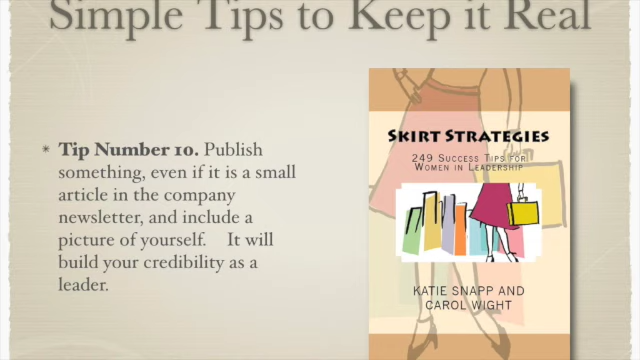 Simple Tips to Keep it Real
* Tip Number 10. Publish
something, even if it is a small
article in the company
newsletter, and include a
picture of yourself. It will
build your credibility as a
leader.
SKIRT STRATEGIES
249 SUCCESS TIPS FOR
WOMEN IN LEADERSHIP
KATIE SNAPP AND
CAROL WIGHT